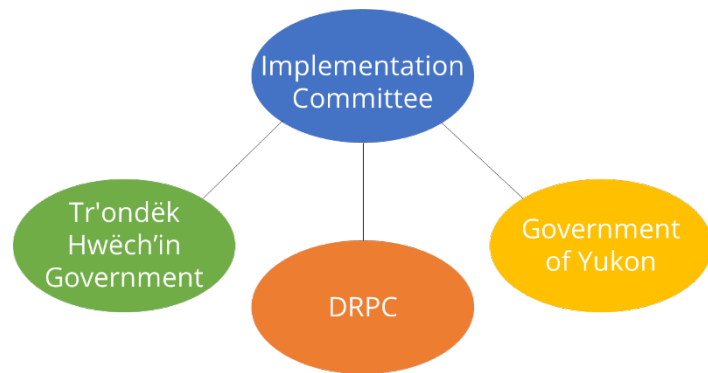 Implementation
Committee
Tr'ondëk
Hwëch’in
Government
DRPC
Government
of Yukon